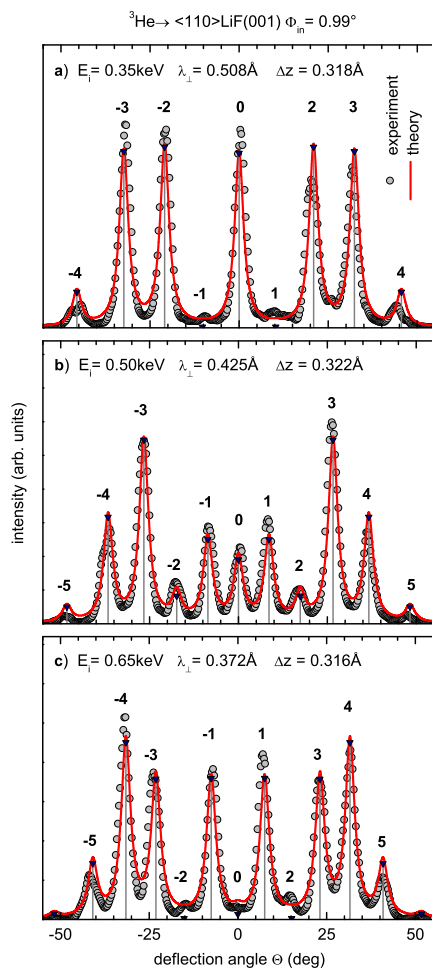 ³He→ <110>LiF(001) Φin= 0.99°
a) Ei= 0.35keV λ⊥= 0.508Å Δz= 0.318Å
-3 -2 0 2 3
-4 -1 1 4
experiment
theory
b) Ei= 0.50keV λ⊥= 0.425Å Δz= 0.322Å
-3 3
-4 -1 0 1 4
-5 -2 2 5
intensity (arb. units)
c) Ei= 0.65keV λ⊥= 0.372Å Δz= 0.316Å
-4 -1 1 4
-3 3
-5 -2 0 2 5
-50 -25 0 25 50
deflection angle Θ (deg)